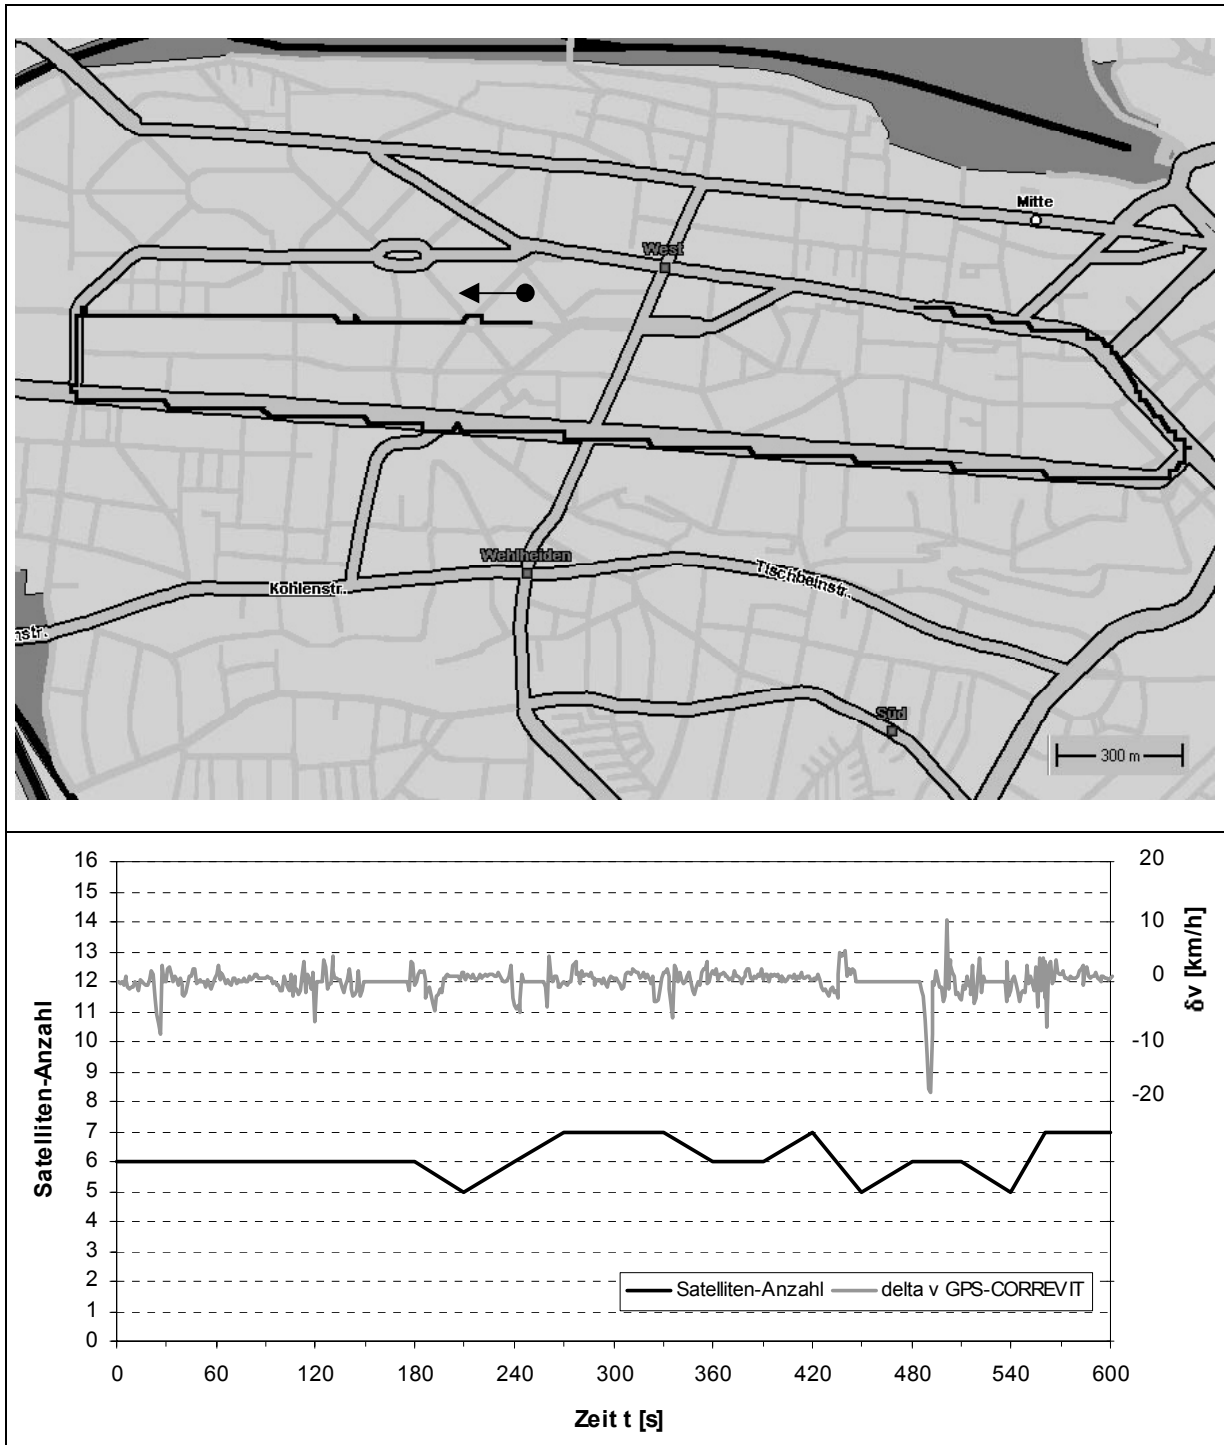 Mitte
West
Wehlheiden
Tischbeinstr.
Kohlenstr.
nstr.
Süd
300 m
16
15
14
13
12
11
10
9
8
7
6
5
4
3
2
1
0
Satelliten-Anzahl
20
10
0
-10
-20
δv [km/h]
Satelliten-Anzahl
delta v GPS-CORREVIT
0 60 120 180 240 300 360 420 480 540 600
Zeit t [s]